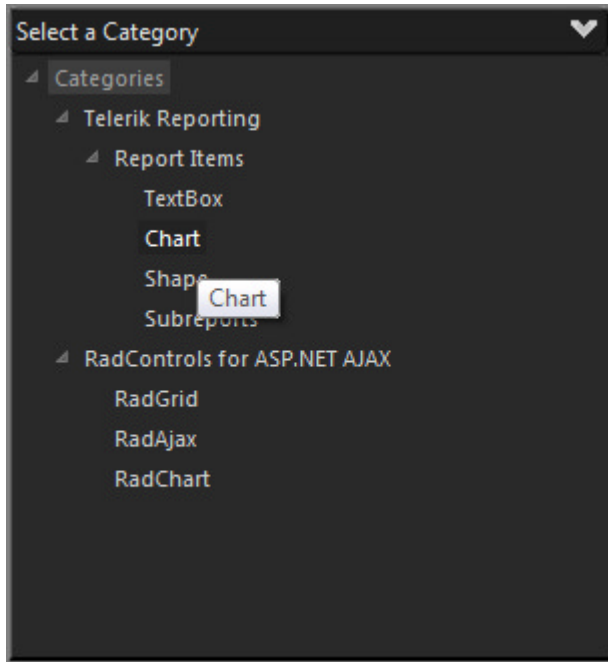 Select a Category
Categories
Telerik Reporting
Report Items
TextBox
Chart
Shape
Chart
Subreports
RadControls for ASP.NET AJAX
RadGrid
RadAjax
RadChart